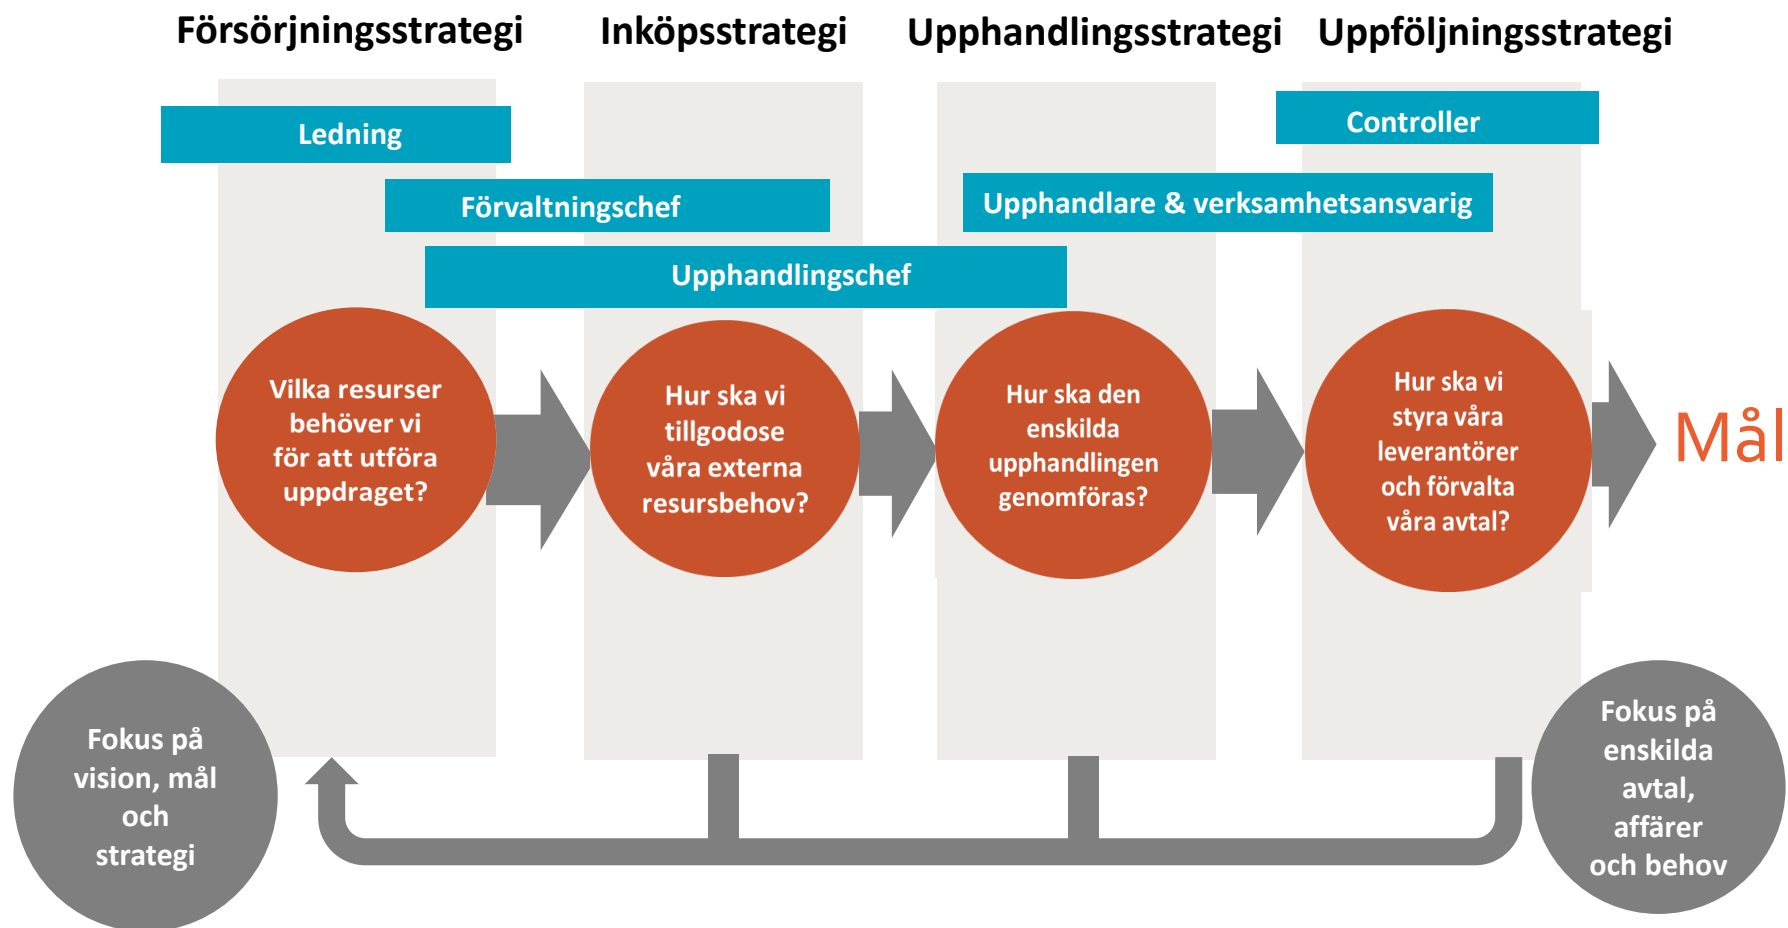 Försörjningsstrategi
Inköpsstrategi
Upphandlingsstrategi
Uppföljningsstrategi
Ledning
Controller
Förvaltningschef
Upphandlare & verksamhetsansvarig
Upphandlingschef
Vilka resurser
behöver vi
för att utföra
uppdraget?
Hur ska vi
tillgodose
våra externa
resursbehov?
Hur ska den
enskilda
upphandlingen
genomföras?
Hur ska vi
styra våra
leverantörer
och förvalta
våra avtal?
Mål
Fokus på
vision, mål
och
strategi
Fokus på
enskilda
avtal,
affärer
och behov